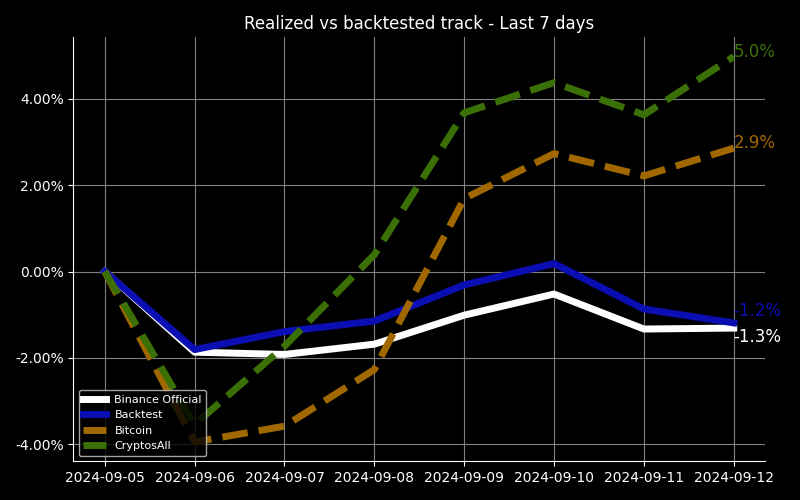 Realized vs backtested track - Last 7 days
5.0%
4.00%
2.9%
2.00%
0.00%
-1.2%
-1.3%
-2.00%
-4.00%
Binance Official
Backtest
Bitcoin
CryptosAll
2024-09-05 2024-09-06 2024-09-07 2024-09-08 2024-09-09 2024-09-10 2024-09-11 2024-09-12